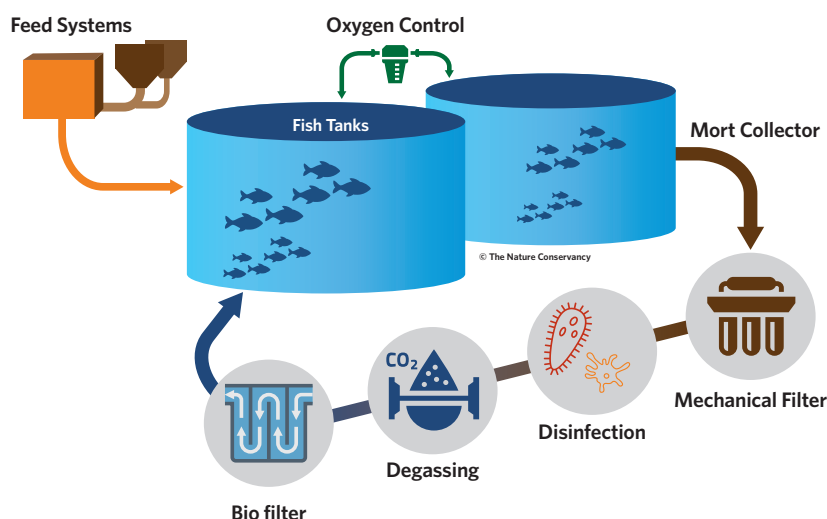 Feed Systems
Oxygen Control
Fish Tanks
Mort Collector
© The Nature Conservancy
Mechanical Filter
Disinfection
CO₂
Degassing
Bio filter